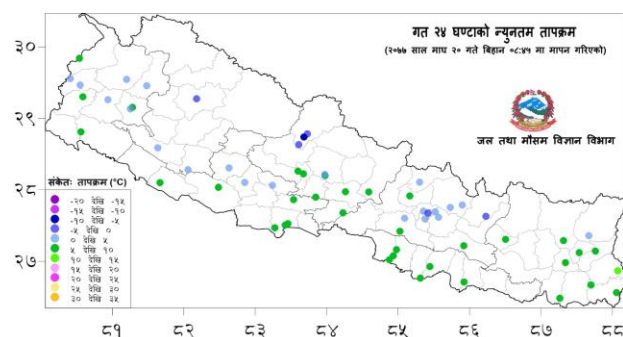 गत २४ घण्टाको न्युनतम तापक्रम
(२०७७ साल माघ २० गते बिहान ०८:४५ मा मापन गरिएको)
जल तथा मौसम विज्ञान विभाग
३०
२९
२८
२७
संकेतः तापक्रम (°C)
-२० देखि -१५
-१५ देखि -१०
-१० देखि -५
-५ देखि ०
० देखि ५
५ देखि १०
१० देखि १५
१५ देखि २०
२० देखि २५
२५ देखि ३०
३० देखि ३५
८१ ८२ ८३ ८४ ८५ ८६ ८७ ८८